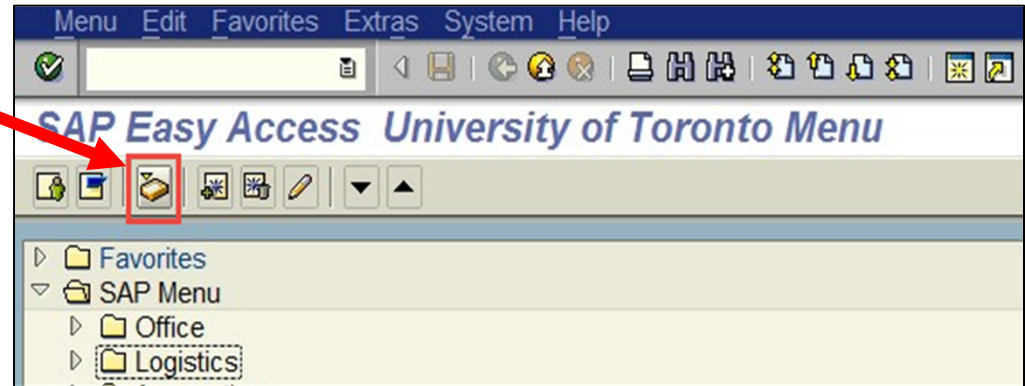 Menu Edit Favorites Extras System Help
SAP Easy Access University of Toronto Menu
Favorites
SAP Menu
Office
Logistics